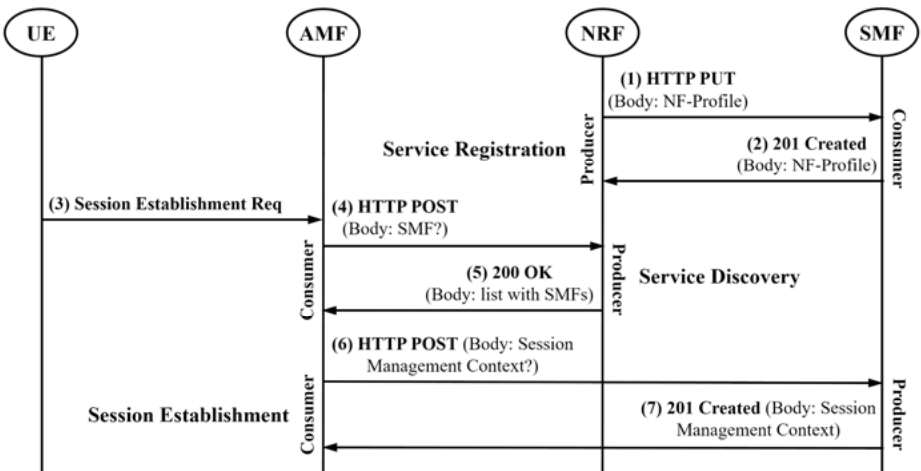 UE
AMF
NRF
SMF
(1) HTTP PUT
(Body: NF-Profile)
Consumer
Producer
Service Registration
(2) 201 Created
(Body: NF-Profile)
(3) Session Establishment Req
(4) HTTP POST
(Body: SMF?)
Consumer
Producer
Service Discovery
(5) 200 OK
(Body: list with SMFs)
(6) HTTP POST (Body: Session
Management Context?)
Consumer
Producer
Session Establishment
(7) 201 Created (Body: Session
Management Context)